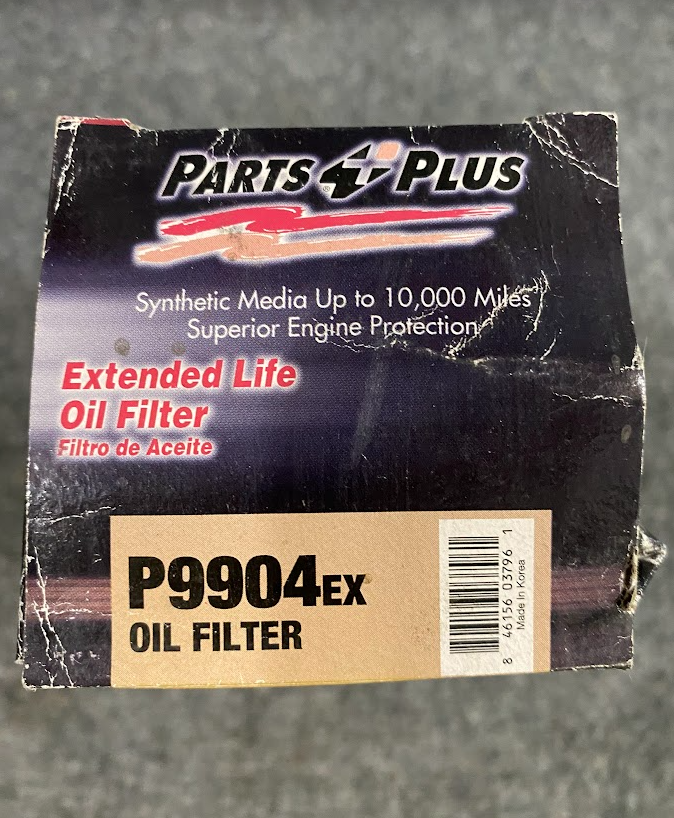 PARTS PLUS
®
Synthetic Media Up to 10,000 Miles
Superior Engine Protection
Extended Life
Oil Filter
Filtro de Aceite
P9904EX
OIL FILTER
8 46156 03796 1
Made In Korea